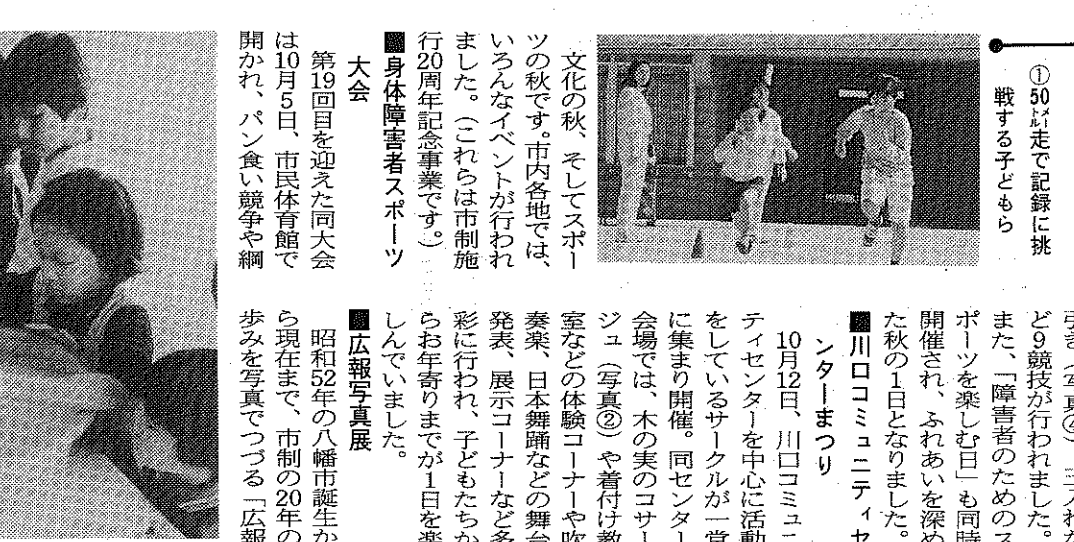 ①50㍍走で記録に挑
戦する子どもら
文化の秋、そしてスポー
ツの秋です。市内各地では、
いろんなイベントが行われ
ました。（これらは市制施
行20周年記念事業です。）
■身体障害者スポーツ
大会
第19回目を迎えた同大会
は10月5日、市民体育館で
開かれ、パン食い競争や綱
引き（写真④）、玉入れな
ど9競技が行われました。
また、「障害者のためのス
ポーツを楽しむ日」も同時
開催され、ふれあいを深め
た秋の1日となりました。
■川口コミュニティセ
ンターまつり
10月12日、川口コミュニ
ティセンターを中心に活動
をしているサークルが一堂
に集まり開催。同センター
会場では、木の実のコサー
ジュ（写真②）や着付け教
室などの体験コーナーや吹
奏楽、日本舞踊などの舞台
発表、展示コーナーなど多
彩に行われ、子どもたちか
らお年寄りまでが1日を楽
しんでいました。
■広報写真展
昭和52年の八幡市誕生か
ら現在まで、市制の20年の
歩みを写真でつづる「広報